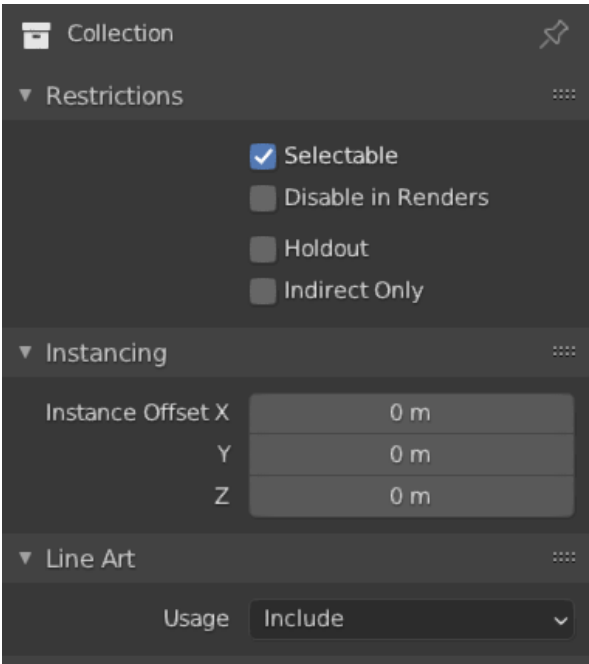 Collection
Restrictions
Selectable
Disable in Renders
Holdout
Indirect Only
Instancing
Instance Offset X 0 m
Y 0 m
Z 0 m
Line Art
Usage Include